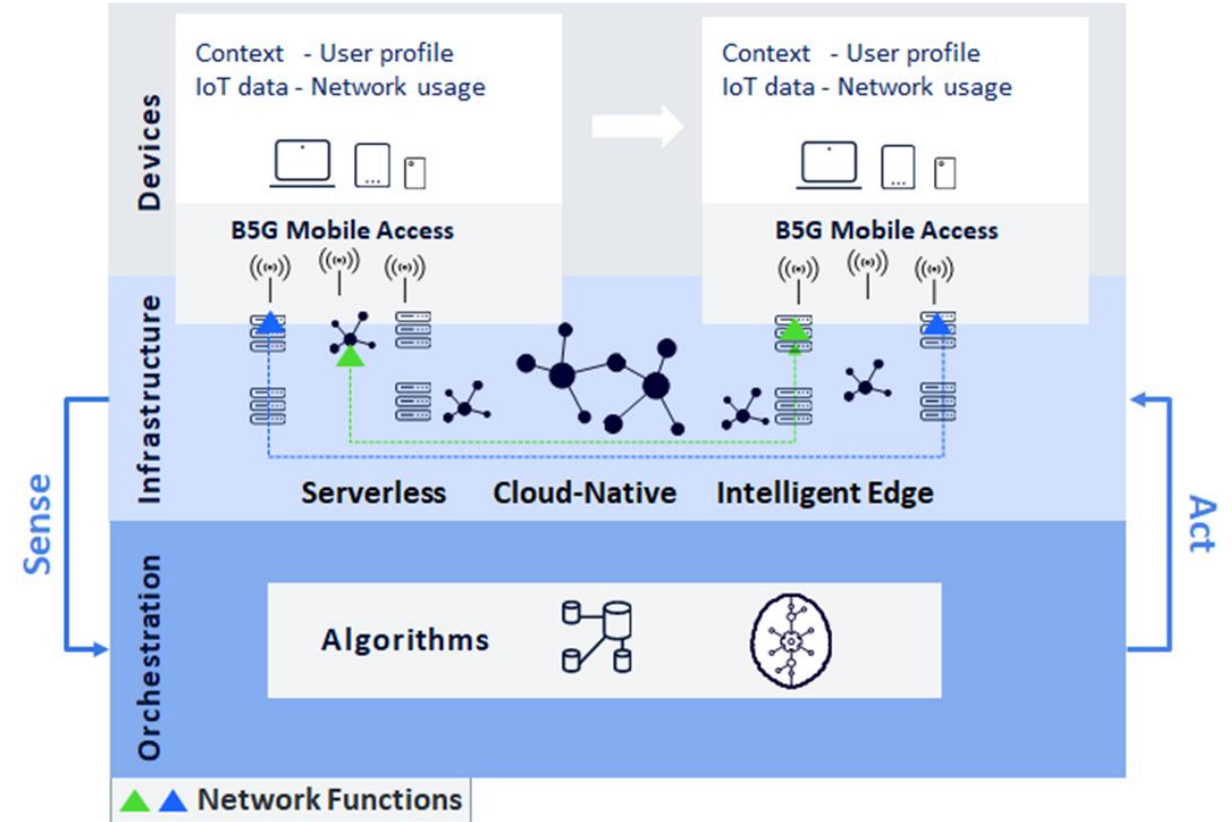 Devices
Context - User profile
IoT data - Network usage
B5G Mobile Access
Context - User profile
IoT data - Network usage
B5G Mobile Access
Infrastructure
Serverless
Cloud-Native
Intelligent Edge
Sense
Act
Orchestration
Algorithms
Network Functions